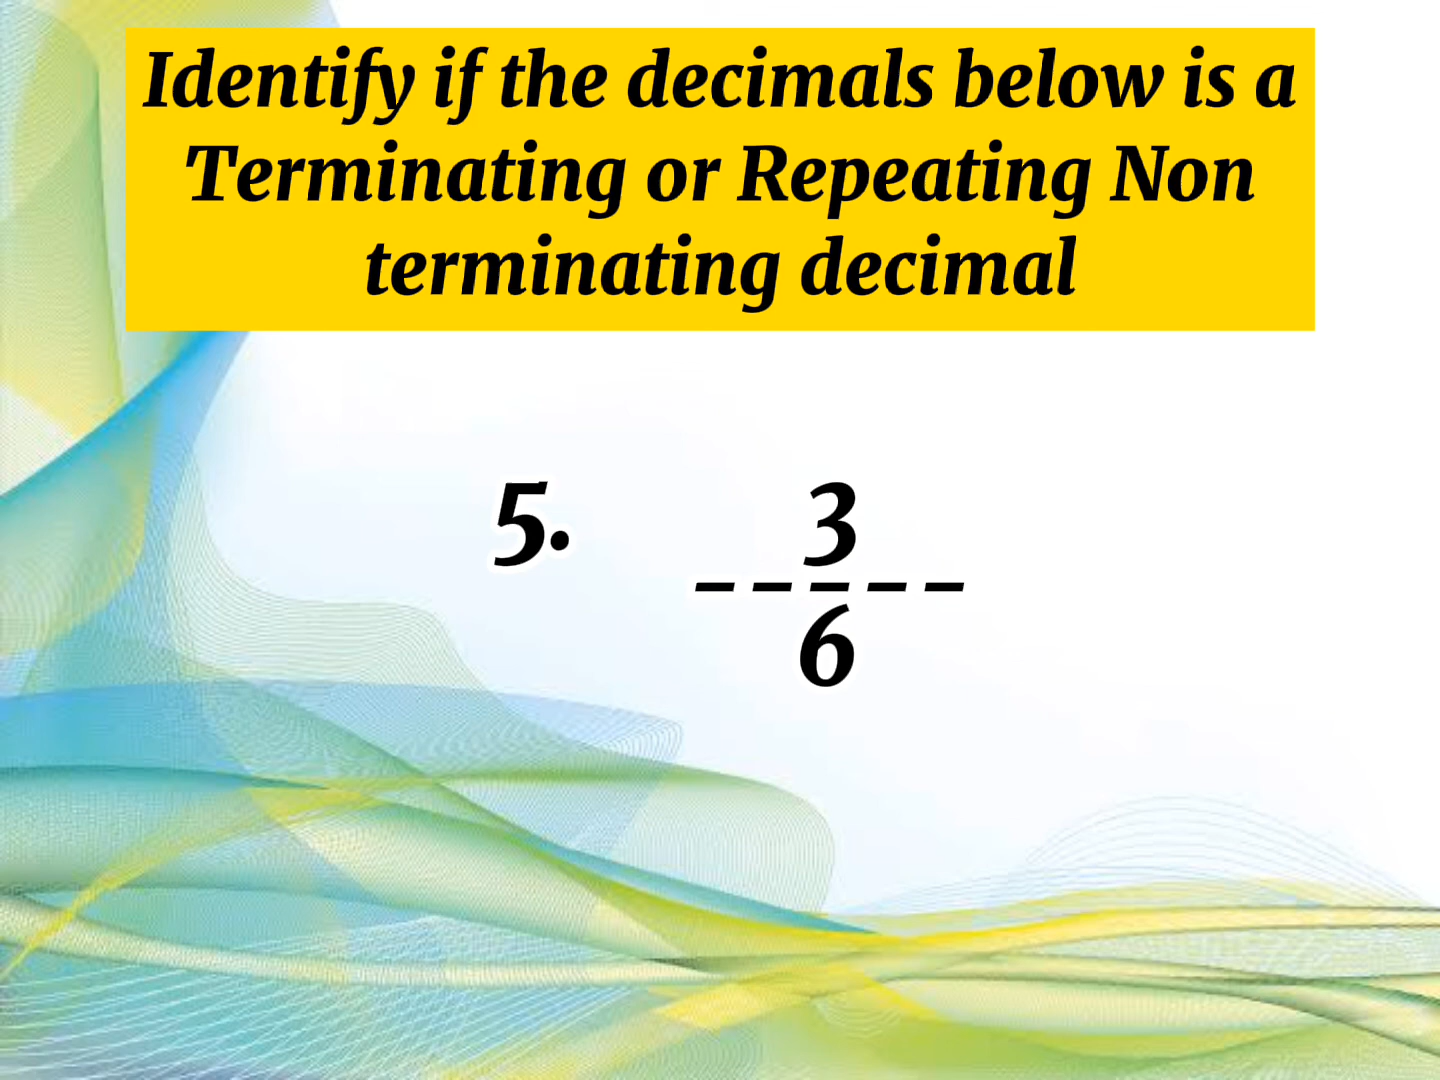 Identify if the decimals below is a
Terminating or Repeating Non
terminating decimal
5. 3
-----
6